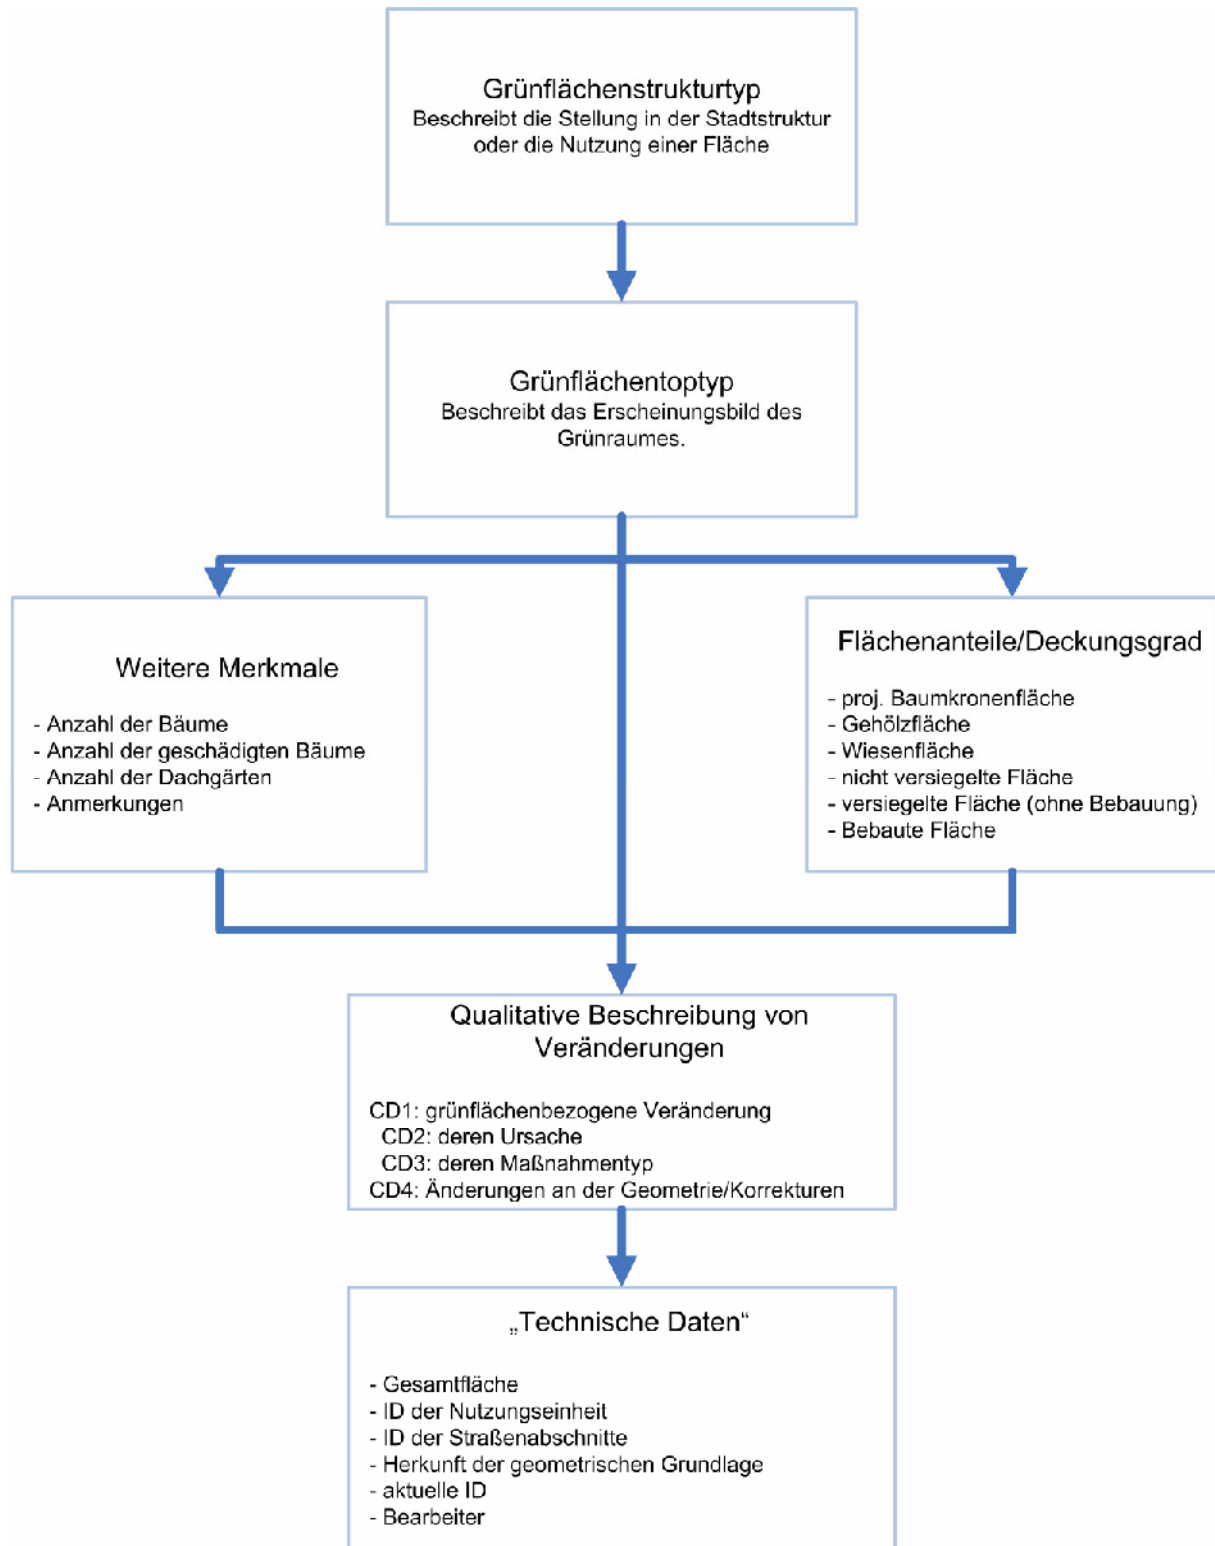 Grünflächenstrukturtyp
Beschreibt die Stellung in der Stadtstruktur
oder die Nutzung einer Fläche
Grünflächentoptyp
Beschreibt das Erscheinungsbild des
Grünraumes.
Weitere Merkmale
- Anzahl der Bäume
- Anzahl der geschädigten Bäume
- Anzahl der Dachgärten
- Anmerkungen
Flächenanteile/Deckungsgrad
- proj. Baumkronenfläche
- Gehölzfläche
- Wiesenfläche
- nicht versiegelte Fläche
- versiegelte Fläche (ohne Bebauung)
- Bebaute Fläche
Qualitative Beschreibung von
Veränderungen
CD1: grünflächenbezogene Veränderung
CD2: deren Ursache
CD3: deren Maßnahmentyp
CD4: Änderungen an der Geometrie/Korrekturen
„Technische Daten“
- Gesamtfläche
- ID der Nutzungseinheit
- ID der Straßenabschnitte
- Herkunft der geometrischen Grundlage
- aktuelle ID
- Bearbeiter